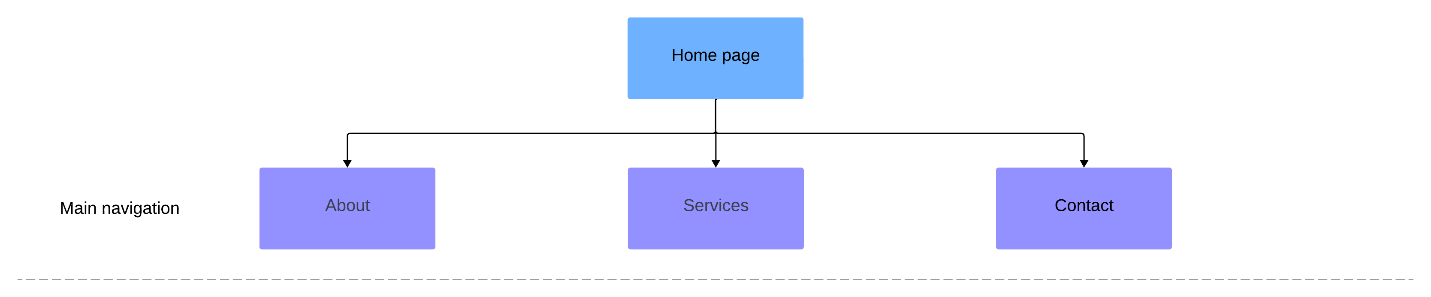 Home page
Main navigation
About
Services
Contact